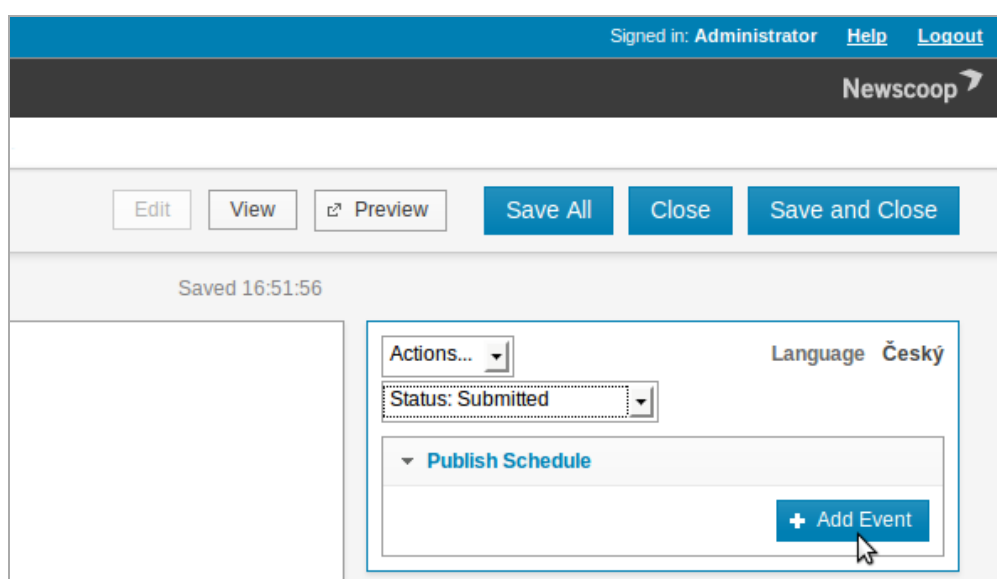 Signed in: Administrator Help Logout
Newscoop
Edit View Preview Save All Close Save and Close
Saved 16:51:56
Actions... Language Český
Status: Submitted
Publish Schedule
+ Add Event